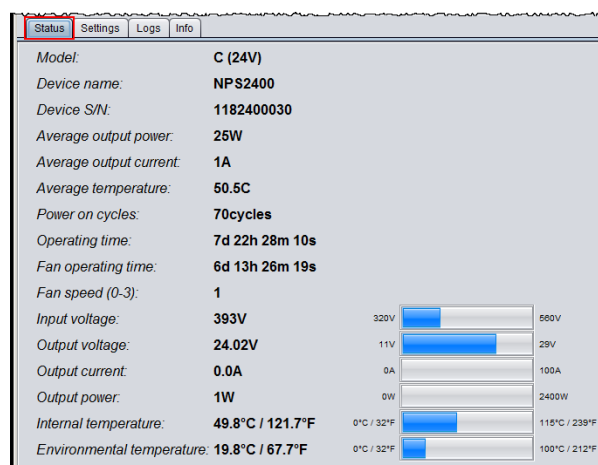 Status Settings Logs Info
Model: C (24V)
Device name: NPS2400
Device S/N: 1182400030
Average output power: 25W
Average output current: 1A
Average temperature: 50.5C
Power on cycles: 70cycles
Operating time: 7d 22h 28m 10s
Fan operating time: 6d 13h 26m 19s
Fan speed (0-3): 1
Input voltage: 393V 320V 560V
Output voltage: 24.02V 11V 29V
Output current: 0.0A 0A 100A
Output power: 1W 0W 2400W
Internal temperature: 49.8°C / 121.7°F 0°C / 32°F 115°C / 239°F
Environmental temperature: 19.8°C / 67.7°F 0°C / 32°F 100°C / 212°F